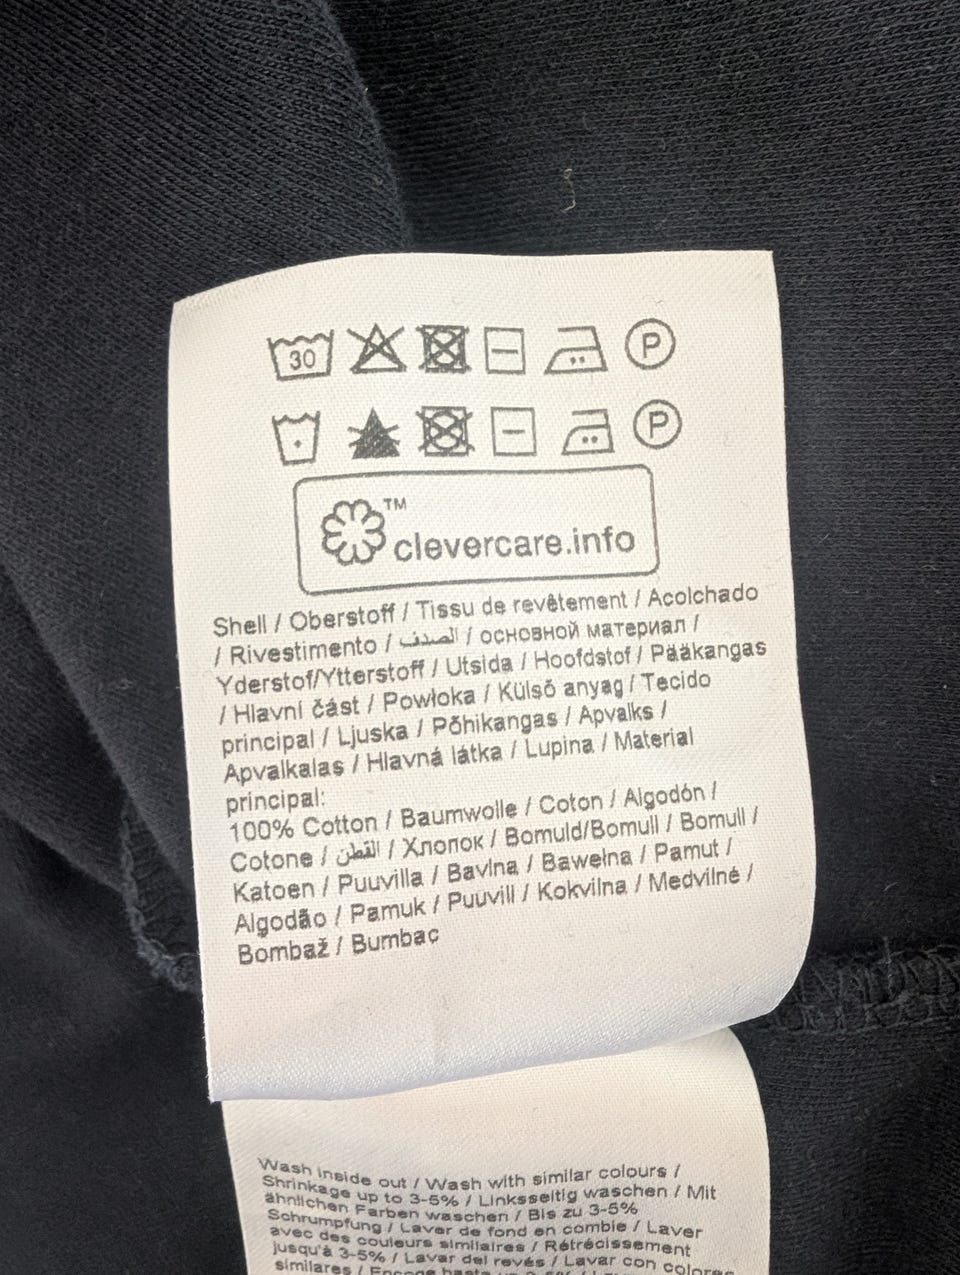 30 P
P
TM
clevercare.info
Shell / Oberstoff / Tissu de revêtement / Acolchado
/ Rivestimento / الصدف / основной материал /
Yderstof/Ytterstoff / Utsida / Hoofdstof / Pääkangas
/ Hlavní část / Powłoka / Külső anyag / Tecido
principal / Ljuska / Põhikangas / Apvalks /
Apvalkalas / Hlavná látka / Lupina / Material
principal:
100% Cotton / Baumwolle / Coton / Algodón /
Cotone / القطن / Хлопок / Bomuld/Bomull / Bomull /
Katoen / Puuvilla / Bavlna / Bawełna / Pamut /
Algodão / Pamuk / Puuvill / Kokvilna / Medvilnė /
Bombaž / Bumbac
Wash inside out / Wash with similar colours /
Shrinkage up to 3-5% / Linksseitig waschen / Mit
ähnlichen Farben waschen / Bis zu 3-5%
Schrumpfung / Laver de fond en comble / Laver
avec des couleurs similaires / Rétrécissement
jusqu'à 3-5% / Lavar del revés / Lavar con colores
similares / Encoge hasta